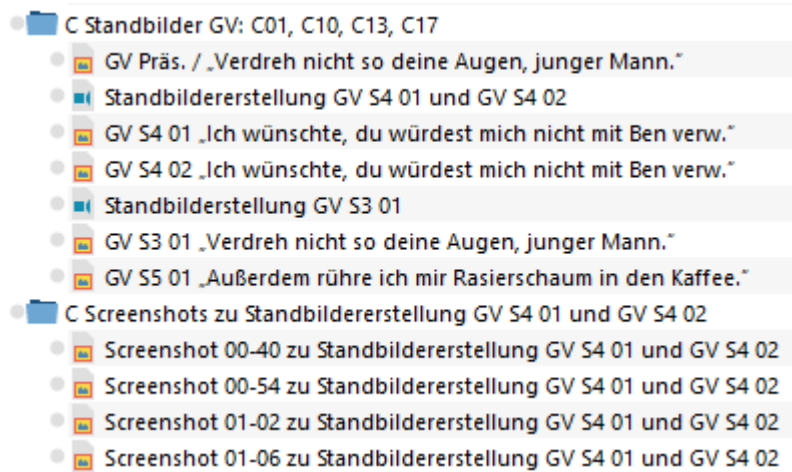 C Standbilder GV: C01, C10, C13, C17
GV Präs. / „Verdreh nicht so deine Augen, junger Mann.“
Standbildererstellung GV S4 01 und GV S4 02
GV S4 01 „Ich wünschte, du würdest mich nicht mit Ben verw.“
GV S4 02 „Ich wünschte, du würdest mich nicht mit Ben verw.“
Standbilderstellung GV S3 01
GV S3 01 „Verdreh nicht so deine Augen, junger Mann.“
GV S5 01 „Außerdem rühre ich mir Rasierschaum in den Kaffee.“
C Screenshots zu Standbildererstellung GV S4 01 und GV S4 02
Screenshot 00-40 zu Standbildererstellung GV S4 01 und GV S4 02
Screenshot 00-54 zu Standbildererstellung GV S4 01 und GV S4 02
Screenshot 01-02 zu Standbildererstellung GV S4 01 und GV S4 02
Screenshot 01-06 zu Standbildererstellung GV S4 01 und GV S4 02